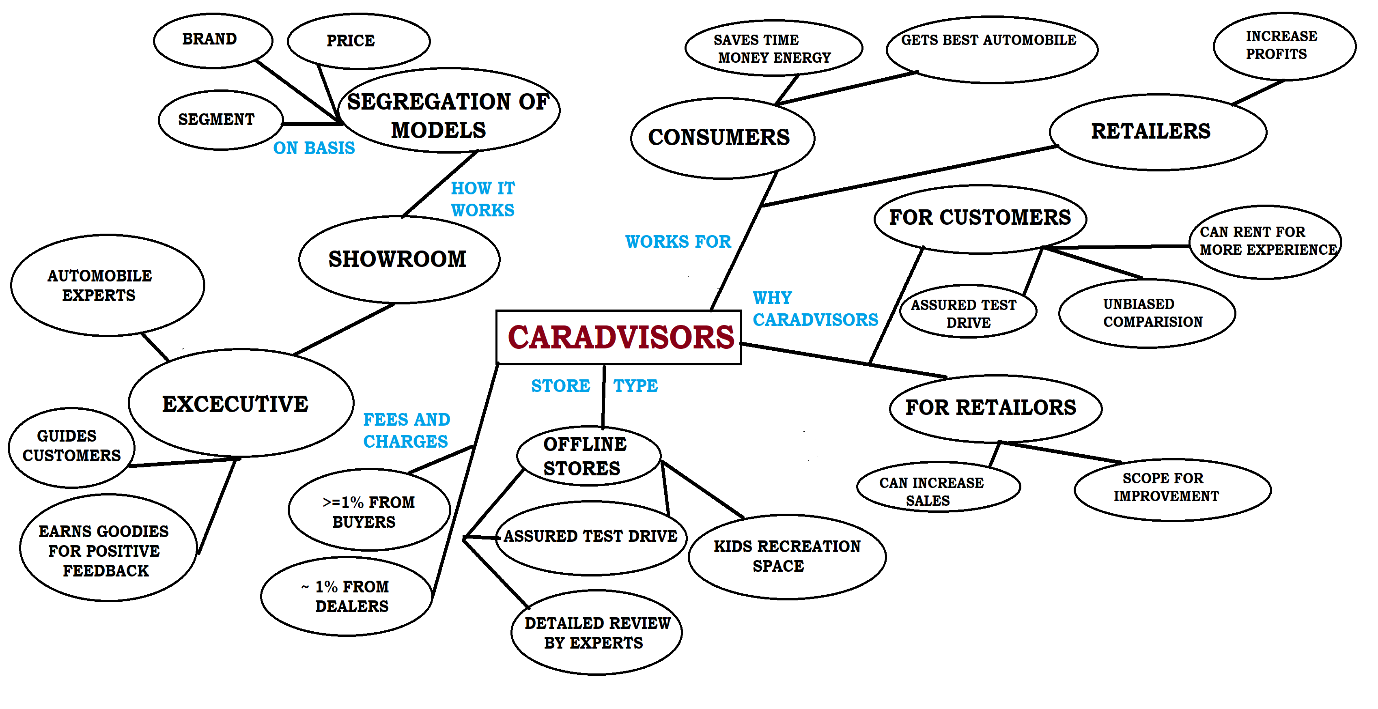 BRAND
PRICE
SEGMENT
SEGREGATION OF
MODELS
ON BASIS
HOW IT
WORKS
SHOWROOM
AUTOMOBILE
EXPERTS
EXCECUTIVE
GUIDES
CUSTOMERS
EARNS GOODIES
FOR POSITIVE
FEEDBACK
SAVES TIME
MONEY ENERGY
GETS BEST AUTOMOBILE
CONSUMERS
INCREASE
PROFITS
RETAILERS
WORKS FOR
FOR CUSTOMERS
CAN RENT FOR
MORE EXPERIENCE
ASSURED TEST
DRIVE
UNBIASED
COMPARISION
WHY
CARADVISORS
CARADVISORS
FOR RETAILORS
CAN INCREASE
SALES
SCOPE FOR
IMPROVEMENT
STORE TYPE
OFFLINE
STORES
ASSURED TEST DRIVE
KIDS RECREATION
SPACE
DETAILED REVIEW
BY EXPERTS
FEES AND
CHARGES
>=1% FROM
BUYERS
~ 1% FROM
DEALERS